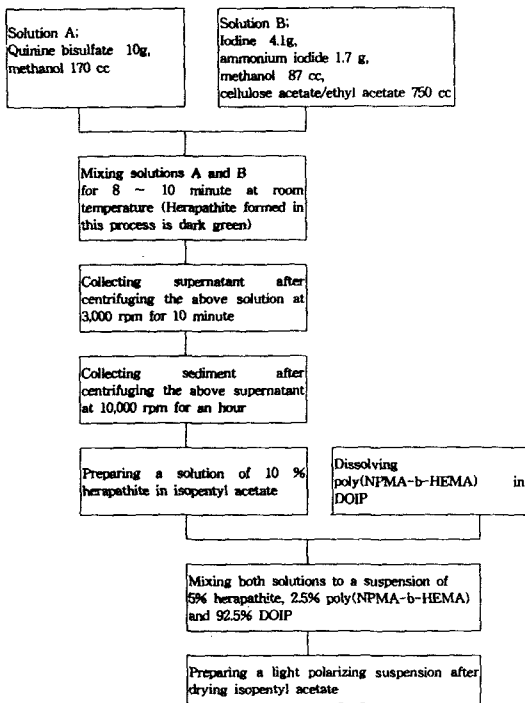 Solution A;
Quinine bisulfate 10g,
methanol 170 cc
Solution B;
Iodine 4.1g,
ammonium iodide 1.7 g,
methanol 87 cc,
cellulose acetate/ethyl acetate 750 cc
Mixing solutions A and B
for 8 ~ 10 minute at room
temperature (Herapathite formed in
this process is dark green)
Collecting supernatant after
centrifuging the above solution at
3,000 rpm for 10 minute
Collecting sediment after
centrifuging the above supernatant
at 10,000 rpm for an hour
Preparing a solution of 10 %
herapathite in isopentyl acetate
Dissolving
poly(NPMA-b-HEMA) in
DOIP
Mixing both solutions to a suspension of
5% herapathite, 2.5% poly(NPMA-b-HEMA)
and 92.5% DOIP
Preparing a light polarizing suspension after
drying isopentyl acetate